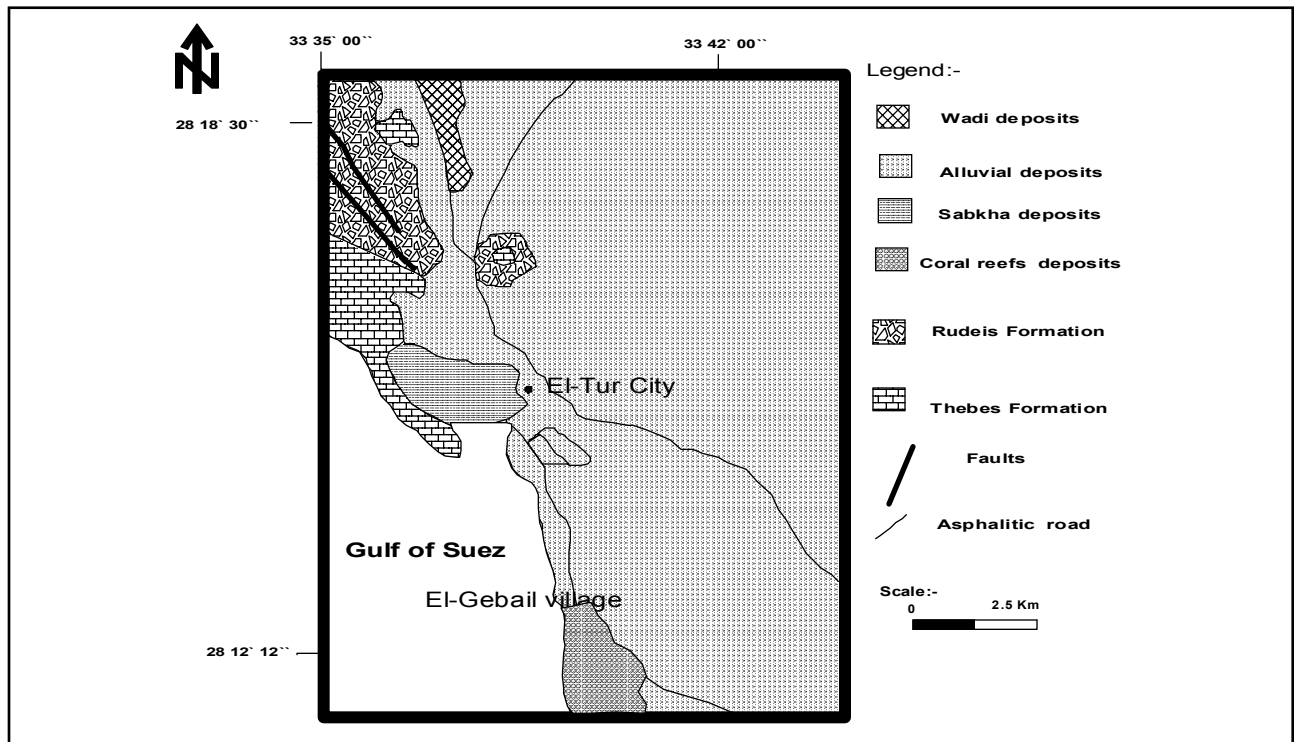 N
33 35` 00``
33 42` 00``
28 18` 30``
28 12` 12``
El-Tur City
Gulf of Suez
El-Gebail village
Legend:-
Wadi deposits
Alluvial deposits
Sabkha deposits
Coral reefs deposits
Rudeis Formation
Thebes Formation
Faults
Asphalitic road
Scale:-
0 2.5 Km